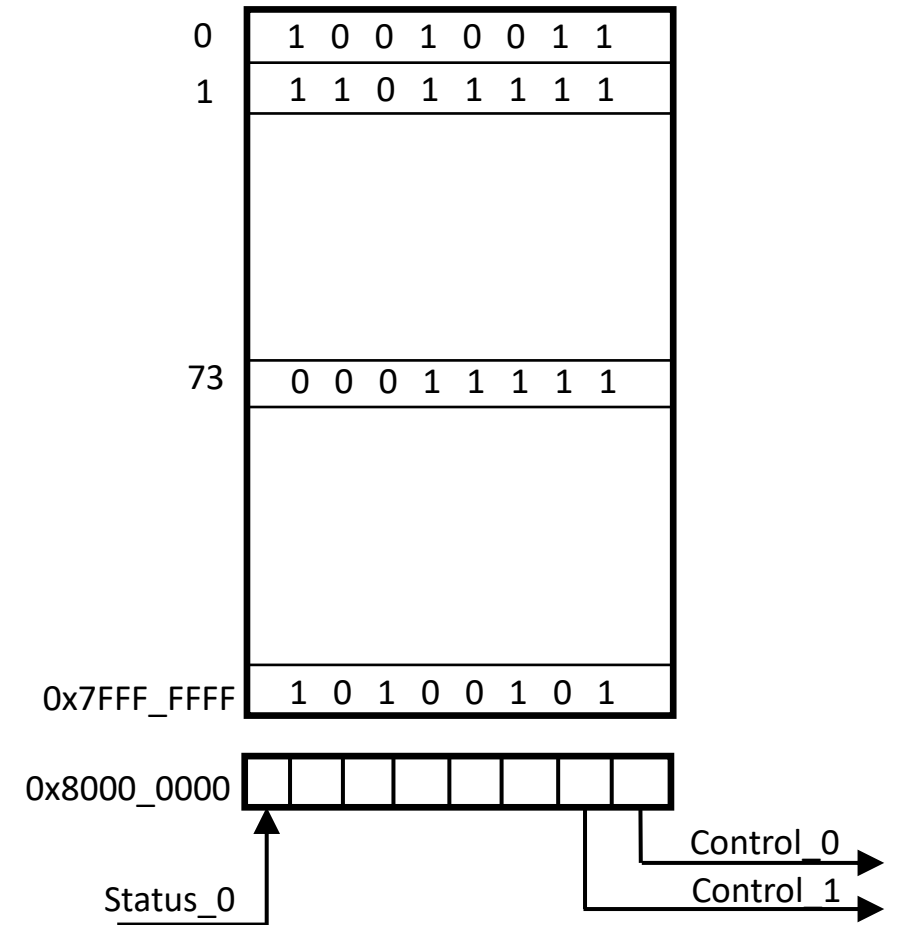 0 1 0 0 1 0 0 1 1
1 1 1 0 1 1 1 1 1
73 0 0 0 1 1 1 1 1
0x7FFF_FFFF 1 0 1 0 0 1 0 1
0x8000_0000
Control_0
Control_1
Status_0